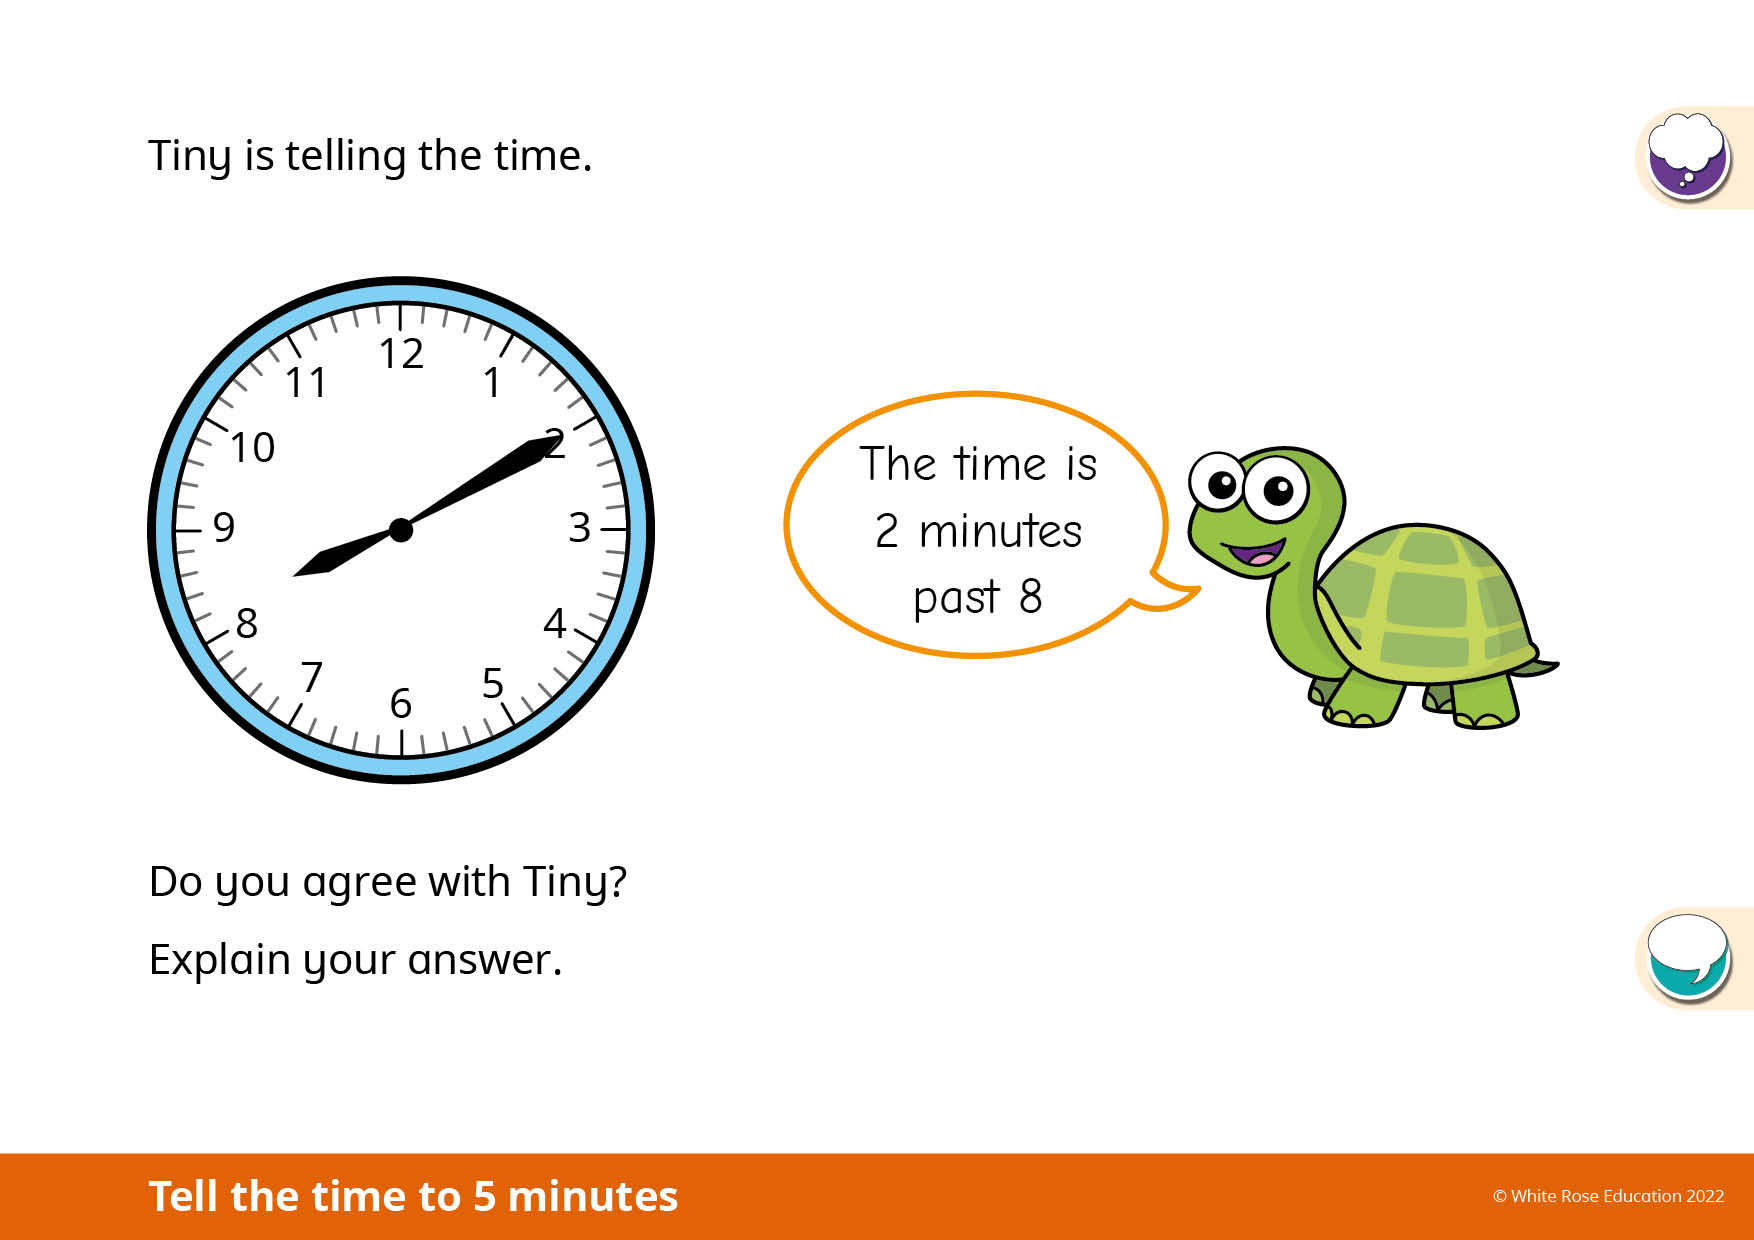 Tiny is telling the time.
12
11
1
10
2
9
3
8
4
7
5
6
The time is
2 minutes
past 8
Do you agree with Tiny?
Explain your answer.
Tell the time to 5 minutes
© White Rose Education 2022